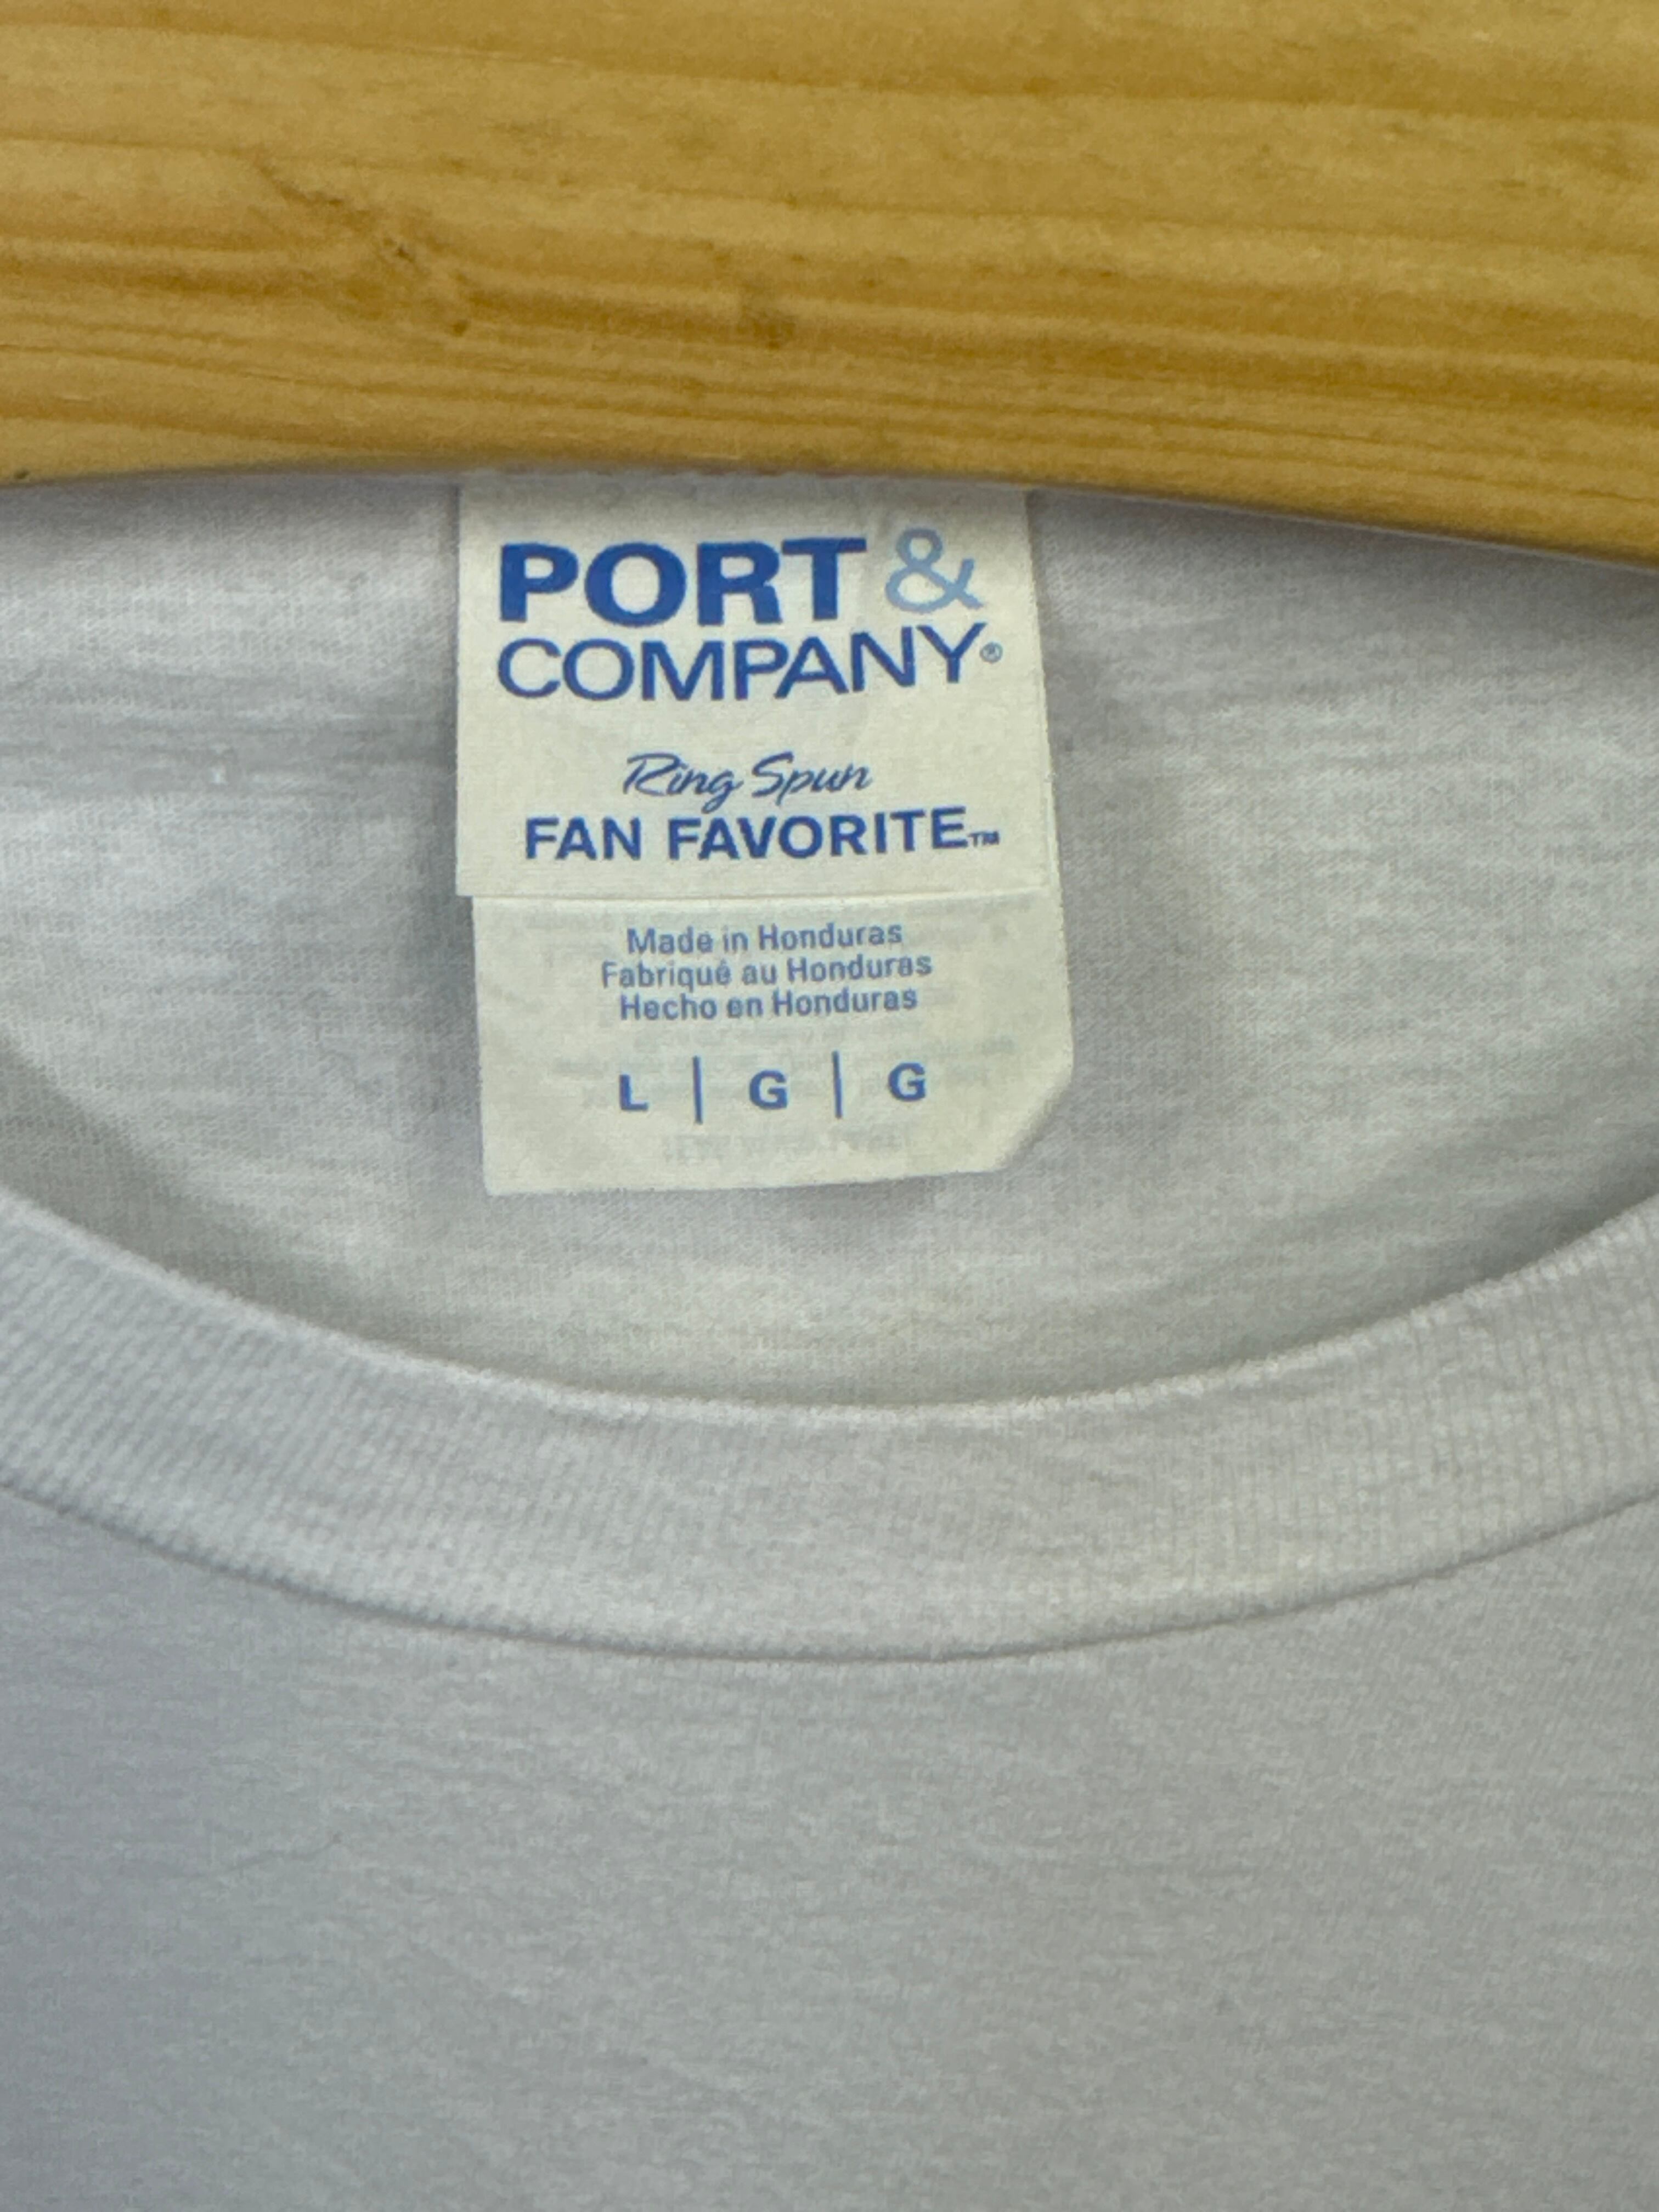 PORT &
COMPANY®
Ring Spun
FAN FAVORITE™
Made in Honduras
Fabriqué au Honduras
Hecho en Honduras
L | G | G